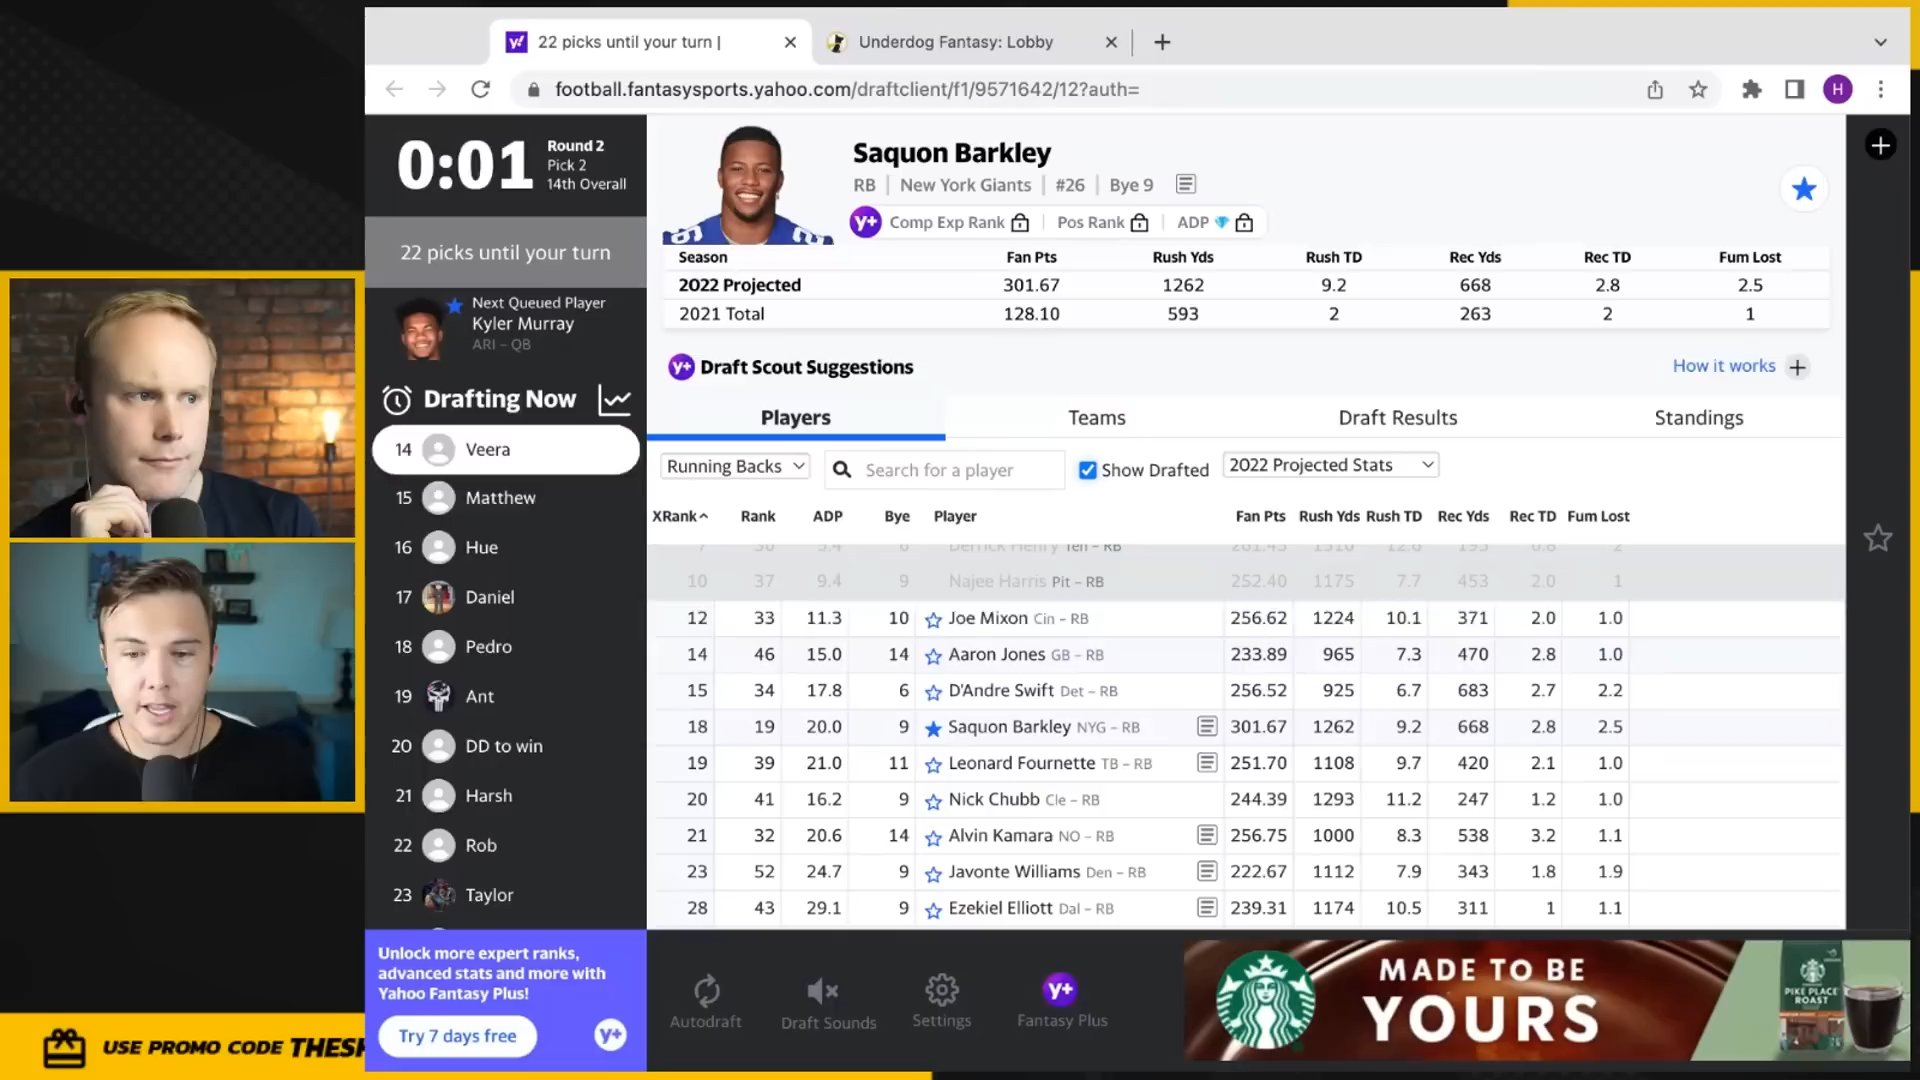 22 picks until your turn |
Underdog Fantasy: Lobby
football.fantasysports.yahoo.com/draftclient/f1/9571642/12?auth=
H
0:01
Round 2
Pick 2
14th Overall
22 picks until your turn
Next Queued Player
Kyler Murray
ARI – QB
Drafting Now
14 Veera
15 Matthew
16 Hue
17 Daniel
18 Pedro
19 Ant
20 DD to win
21 Harsh
22 Rob
23 Taylor
Unlock more expert ranks,
advanced stats and more with
Yahoo Fantasy Plus!
Try 7 days free
y+
Saquon Barkley
RB | New York Giants | #26 | Bye 9
y+ Comp Exp Rank | Pos Rank | ADP
Season Fan Pts Rush Yds Rush TD Rec Yds Rec TD Fum Lost
2022 Projected 301.67 1262 9.2 668 2.8 2.5
2021 Total 128.10 593 2 263 2 1
y+ Draft Scout Suggestions
How it works
Players Teams Draft Results Standings
Running Backs
Search for a player
Show Drafted
2022 Projected Stats
XRank Rank ADP Bye Player Fan Pts Rush Yds Rush TD Rec Yds Rec TD Fum Lost
7 Derrick Henry Ten – RB
10 37 9.4 9 Najee Harris Pit – RB 252.40 1175 7.7 453 2.0 1
12 33 11.3 10 Joe Mixon Cin – RB 256.62 1224 10.1 371 2.0 1.0
14 46 15.0 14 Aaron Jones GB – RB 233.89 965 7.3 470 2.8 1.0
15 34 17.8 6 D'Andre Swift Det – RB 256.52 925 6.7 683 2.7 2.2
18 19 20.0 9 Saquon Barkley NYG – RB 301.67 1262 9.2 668 2.8 2.5
19 39 21.0 11 Leonard Fournette TB – RB 251.70 1108 9.7 420 2.1 1.0
20 41 16.2 9 Nick Chubb Cle – RB 244.39 1293 11.2 247 1.2 1.0
21 32 20.6 14 Alvin Kamara NO – RB 256.75 1000 8.3 538 3.2 1.1
23 52 24.7 9 Javonte Williams Den – RB 222.67 1112 7.9 343 1.8 1.9
28 43 29.1 9 Ezekiel Elliott Dal – RB 239.31 1174 10.5 311 1 1.1
Autodraft
Draft Sounds
Settings
y+
Fantasy Plus
MADE TO BE
YOURS
PIKE PLACE
ROAST
USE PROMO CODE THESH